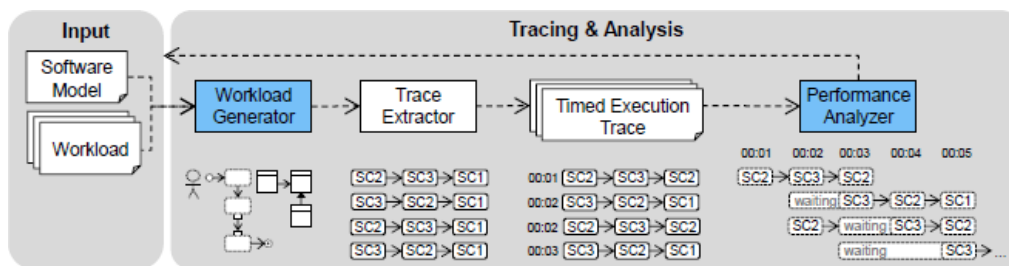 Input
Tracing & Analysis
Software
Model
Workload
Workload
Generator
Trace
Extractor
Timed Execution
Trace
Performance
Analyzer
SC2 SC3 SC1
SC3 SC2 SC1
SC2 SC3 SC1
SC3 SC2 SC1
00:01 SC2 SC3 SC2
00:02 SC3 SC2 SC1
00:02 SC2 SC3 SC2
00:03 SC3 SC2 SC1
00:01 00:02 00:03 00:04 00:05
SC2 SC3 SC2
waiting SC3 SC2 SC1
SC2 waiting SC3 SC2
waiting SC3 ...